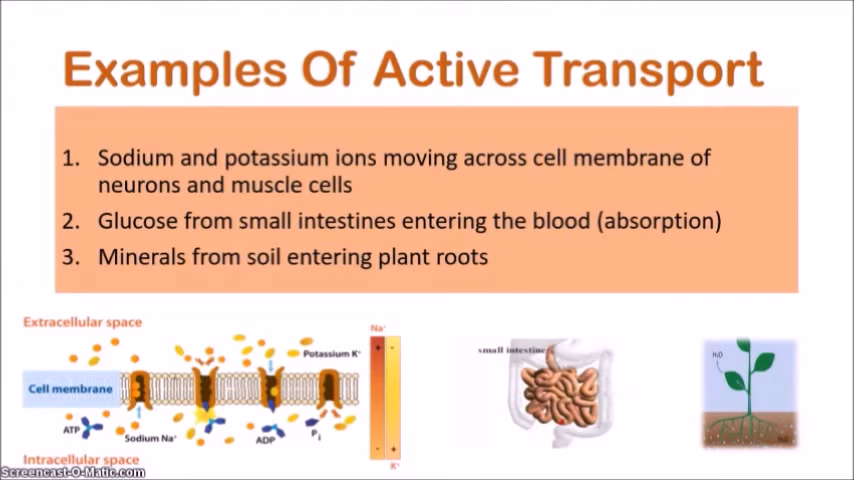 Examples Of Active Transport
1. Sodium and potassium ions moving across cell membrane of
neurons and muscle cells
2. Glucose from small intestines entering the blood (absorption)
3. Minerals from soil entering plant roots
Extracellular space
Na⁺
+ -
Potassium K⁺
small intestine
H₂O
Cell membrane
ATP
Sodium Na⁺
ADP
Pi
- +
K⁺
H₂O
Intracellular space
Screencast-O-Matic.com